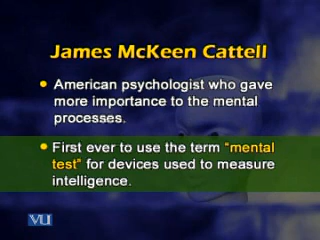 James McKeen Cattell
American psychologist who gave
more importance to the mental
processes.
First ever to use the term “mental
test” for devices used to measure
intelligence.
VU